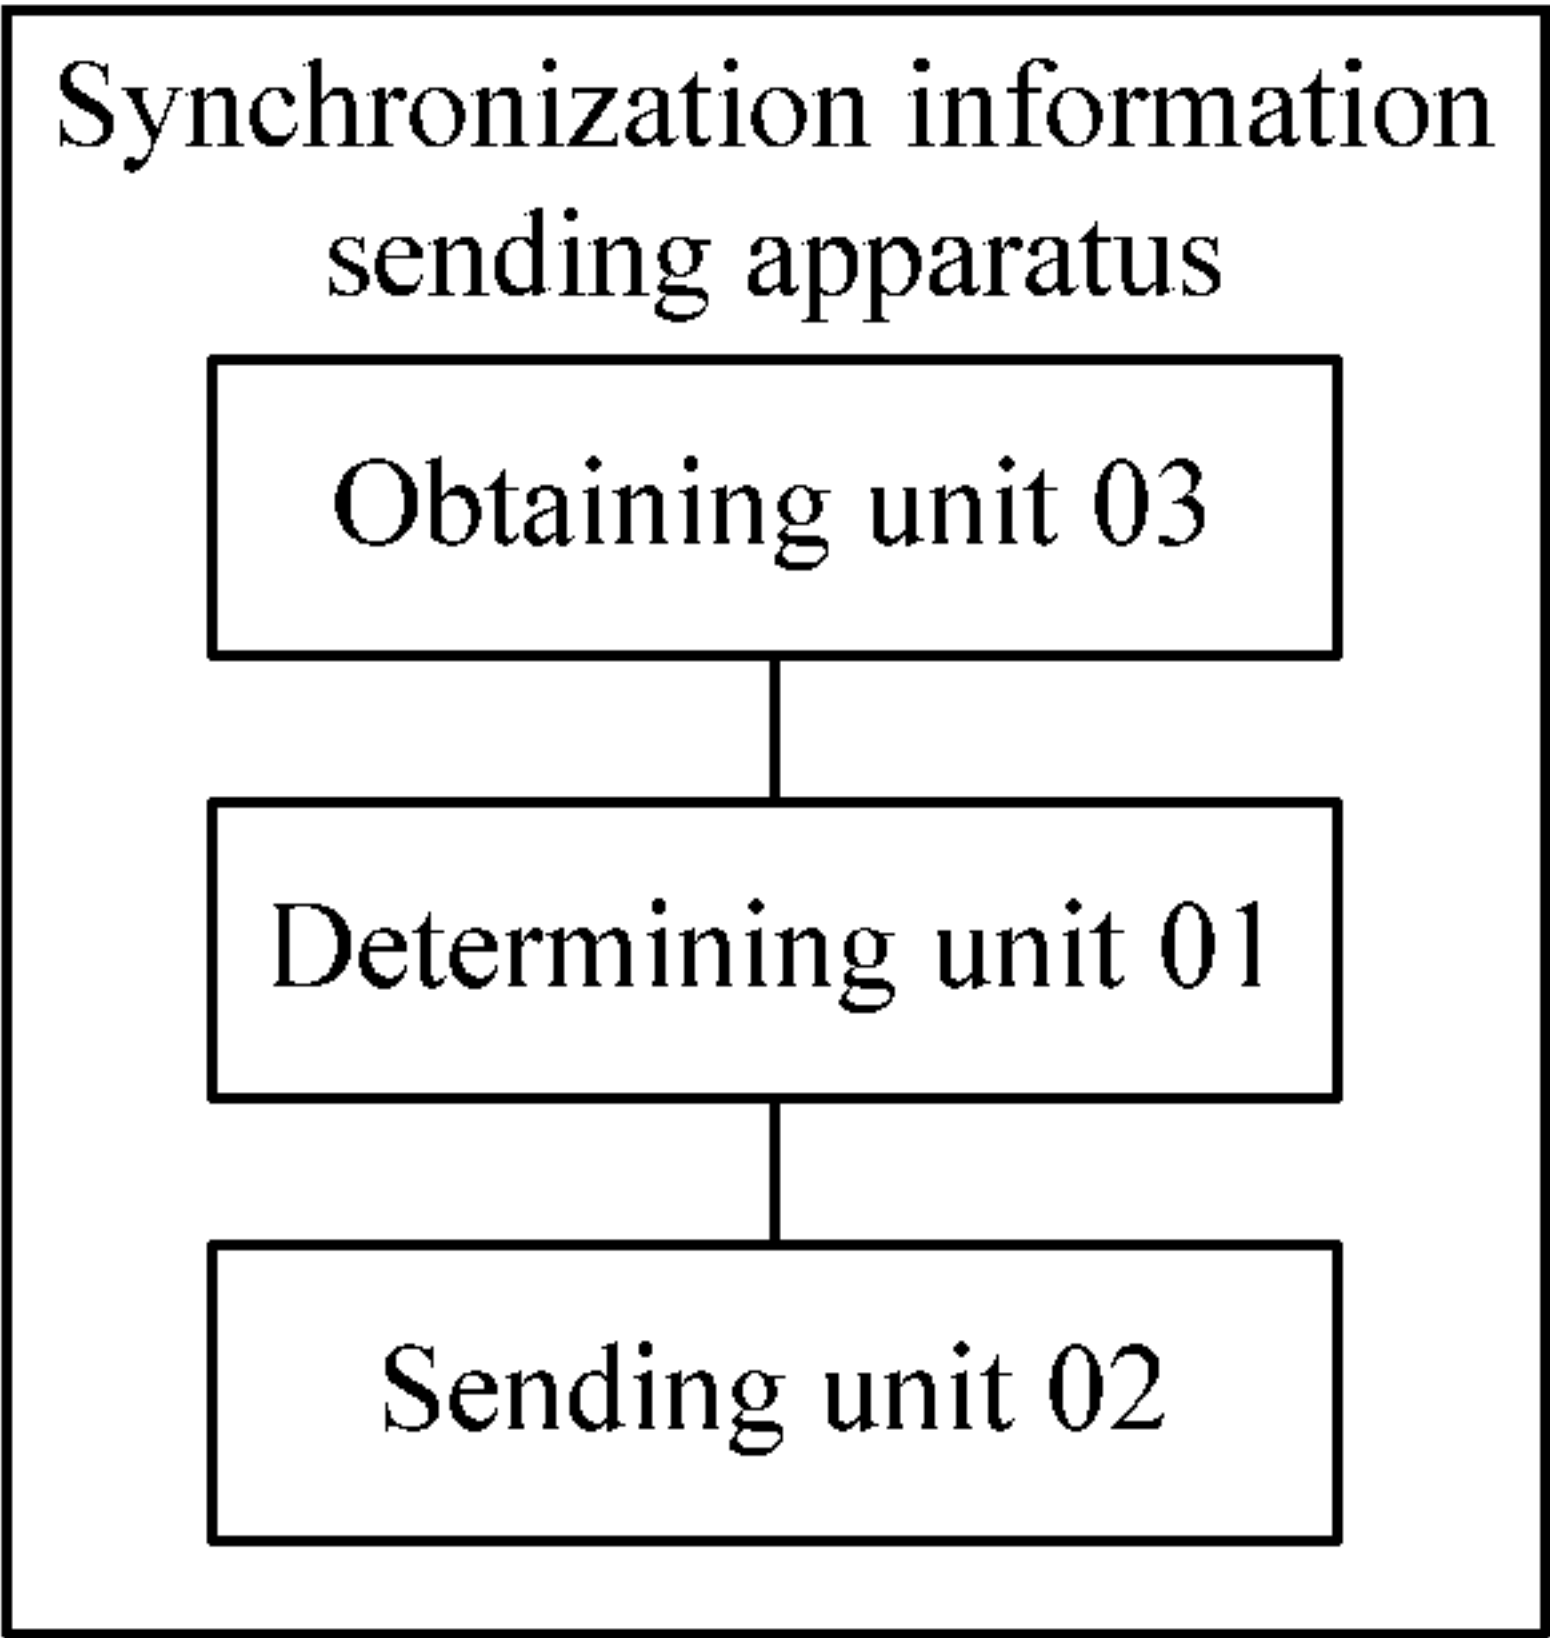 Synchronization information
sending apparatus
Obtaining unit 03
Determining unit 01
Sending unit 02